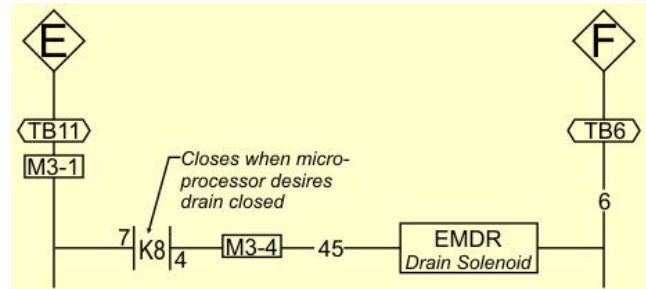 E
F
TB11
TB6
M3-1
Closes when micro-
processor desires
drain closed
6
7
K8
4
M3-4
45
EMDR
Drain Solenoid